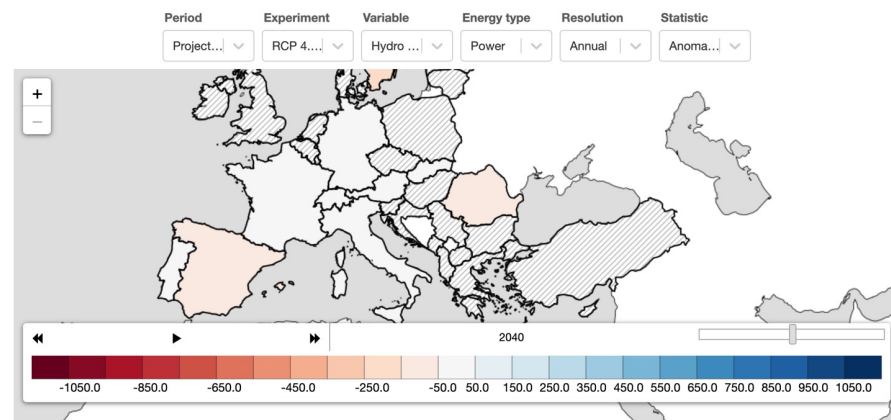 Period Experiment Variable Energy type Resolution Statistic
Project... RCP 4.... Hydro ... Power Annual Anoma...
+
−
2040
-1050.0 -850.0 -650.0 -450.0 -250.0 -50.0 50.0 150.0 250.0 350.0 450.0 550.0 650.0 750.0 850.0 950.0 1050.0